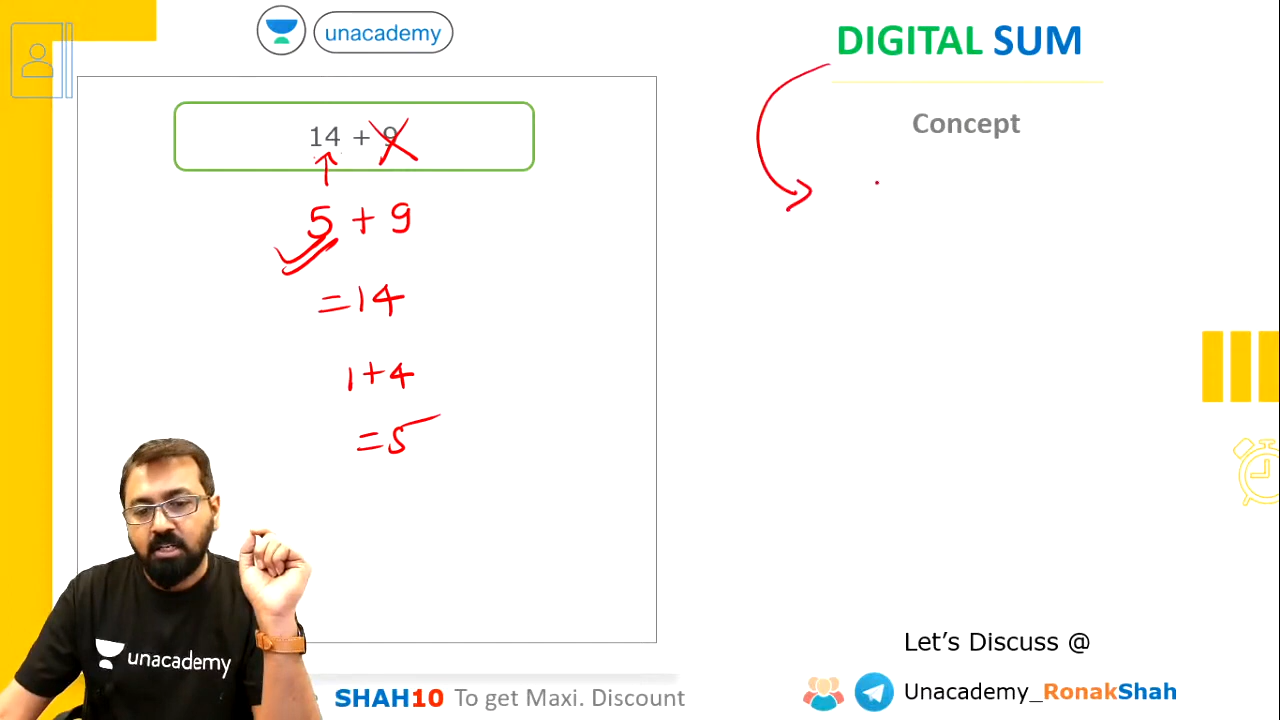 unacademy
DIGITAL SUM
Concept
14 + 9
5 + 9
= 14
1 + 4
= 5
unacademy
SHAH10 To get Maxi. Discount
Let’s Discuss @
Unacademy_RonakShah